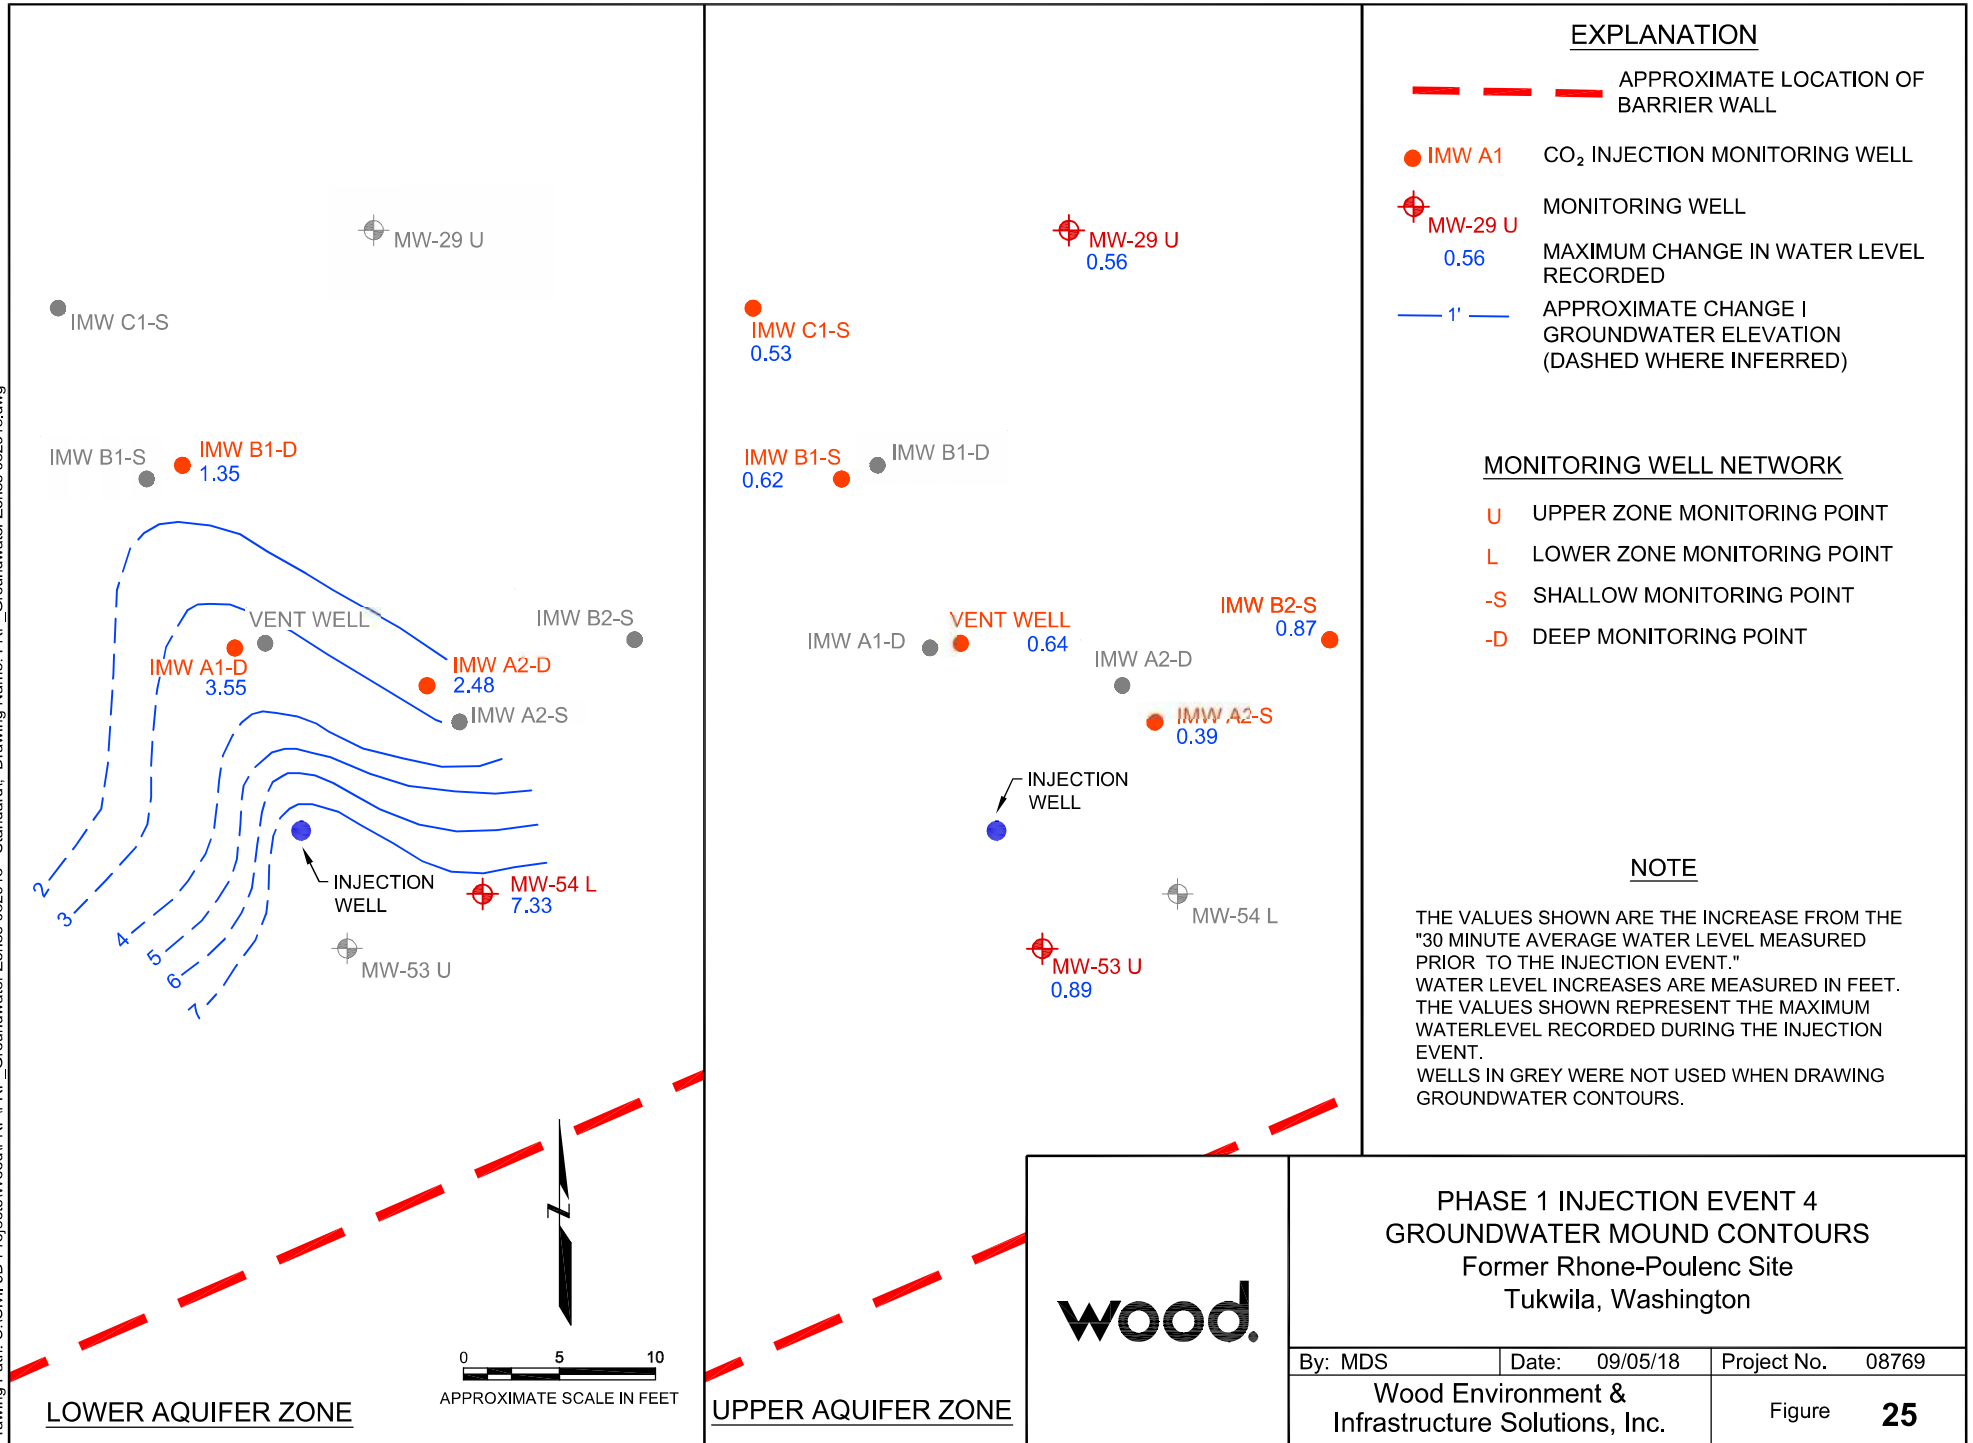 MW-29 U
IMW C1-S
IMW B1-S
IMW B1-D
1.35
VENT WELL
IMW B2-S
IMW A1-D
3.55
IMW A2-D
2.48
IMW A2-S
2
3
4
5
6
7
INJECTION
WELL
MW-54 L
7.33
MW-53 U
N
0 5 10
APPROXIMATE SCALE IN FEET
LOWER AQUIFER ZONE
MW-29 U
0.56
IMW C1-S
0.53
IMW B1-S
0.62
IMW B1-D
IMW A1-D
VENT WELL
0.64
IMW B2-S
0.87
IMW A2-D
IMW A2-S
0.39
INJECTION
WELL
MW-54 L
MW-53 U
0.89
UPPER AQUIFER ZONE
EXPLANATION
APPROXIMATE LOCATION OF
BARRIER WALL
IMW A1 CO₂ INJECTION MONITORING WELL
MW-29 U MONITORING WELL
0.56 MAXIMUM CHANGE IN WATER LEVEL
RECORDED
1' APPROXIMATE CHANGE I
GROUNDWATER ELEVATION
(DASHED WHERE INFERRED)
MONITORING WELL NETWORK
U UPPER ZONE MONITORING POINT
L LOWER ZONE MONITORING POINT
-S SHALLOW MONITORING POINT
-D DEEP MONITORING POINT
NOTE
THE VALUES SHOWN ARE THE INCREASE FROM THE
"30 MINUTE AVERAGE WATER LEVEL MEASURED
PRIOR TO THE INJECTION EVENT."
WATER LEVEL INCREASES ARE MEASURED IN FEET.
THE VALUES SHOWN REPRESENT THE MAXIMUM
WATERLEVEL RECORDED DURING THE INJECTION
EVENT.
WELLS IN GREY WERE NOT USED WHEN DRAWING
GROUNDWATER CONTOURS.
wood.
PHASE 1 INJECTION EVENT 4
GROUNDWATER MOUND CONTOURS
Former Rhone-Poulenc Site
Tukwila, Washington
By: MDS Date: 09/05/18 Project No. 08769
Wood Environment &
Infrastructure Solutions, Inc.
Figure 25